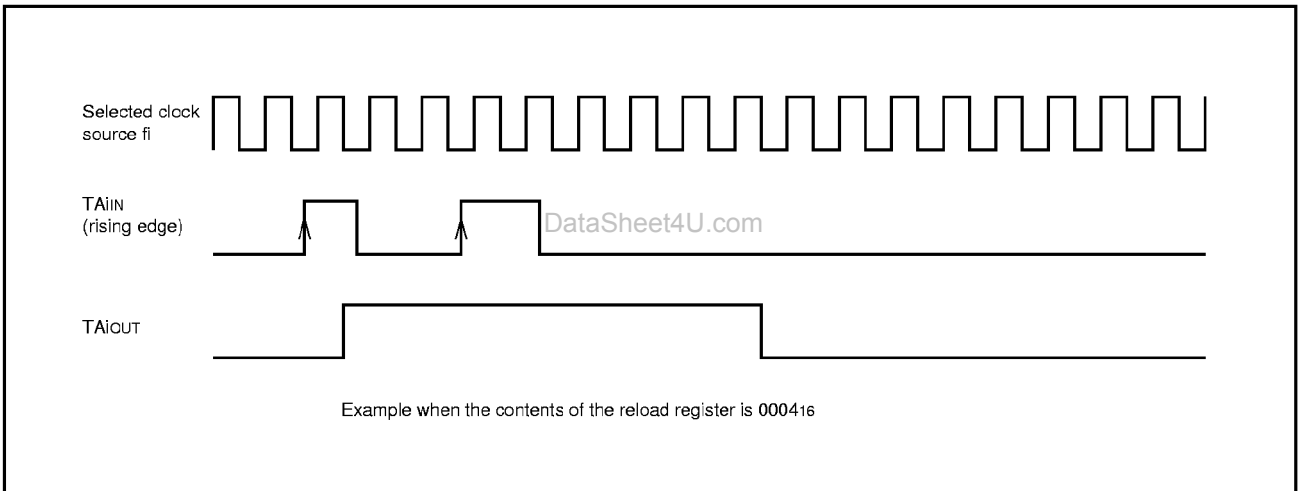 Selected clock
source fi
TAiIN
(rising edge)
DataSheet4U.com
TAiOUT
Example when the contents of the reload register is 000416